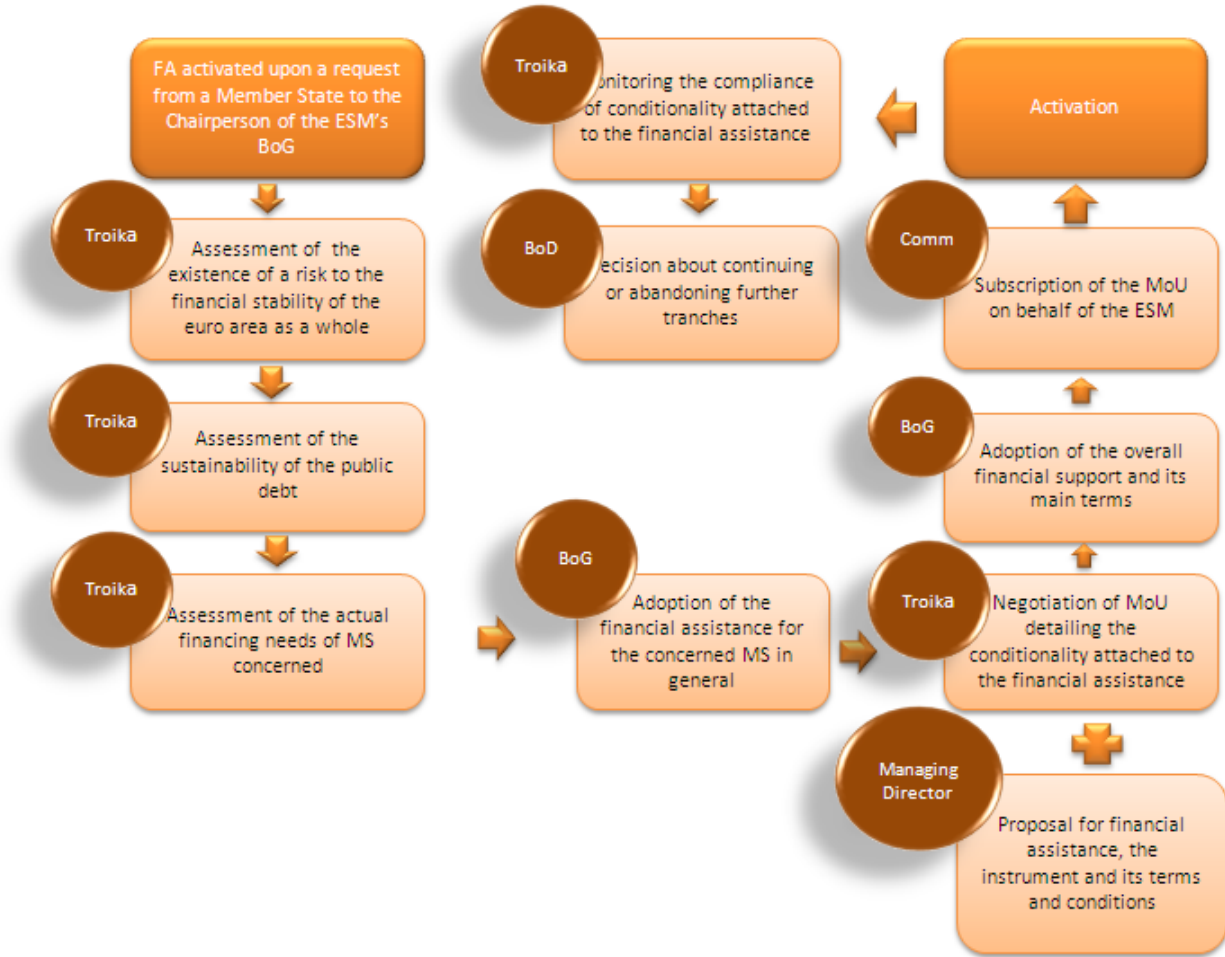 FA activated upon a request
from a Member State to the
Chairperson of the ESM's
BoG
Troika
Assessment of the
existence of a risk to the
financial stability of the
euro area as a whole
Troika
Assessment of the
sustainability of the public
debt
Troika
Assessment of the actual
financing needs of MS
concerned
BoG
Adoption of the
financial assistance for
the concerned MS in
general
Troika
Negotiation of MoU
detailing the
conditionality attached to
the financial assistance
Managing
Director
Proposal for financial
assistance, the
instrument and its terms
and conditions
BoG
Adoption of the overall
financial support and its
main terms
Comm
Subscription of the MoU
on behalf of the ESM
Activation
Troika
onitoring the compliance
of conditionality attached
to the financial assistance
BoD
ecision about continuing
or abandoning further
tranches